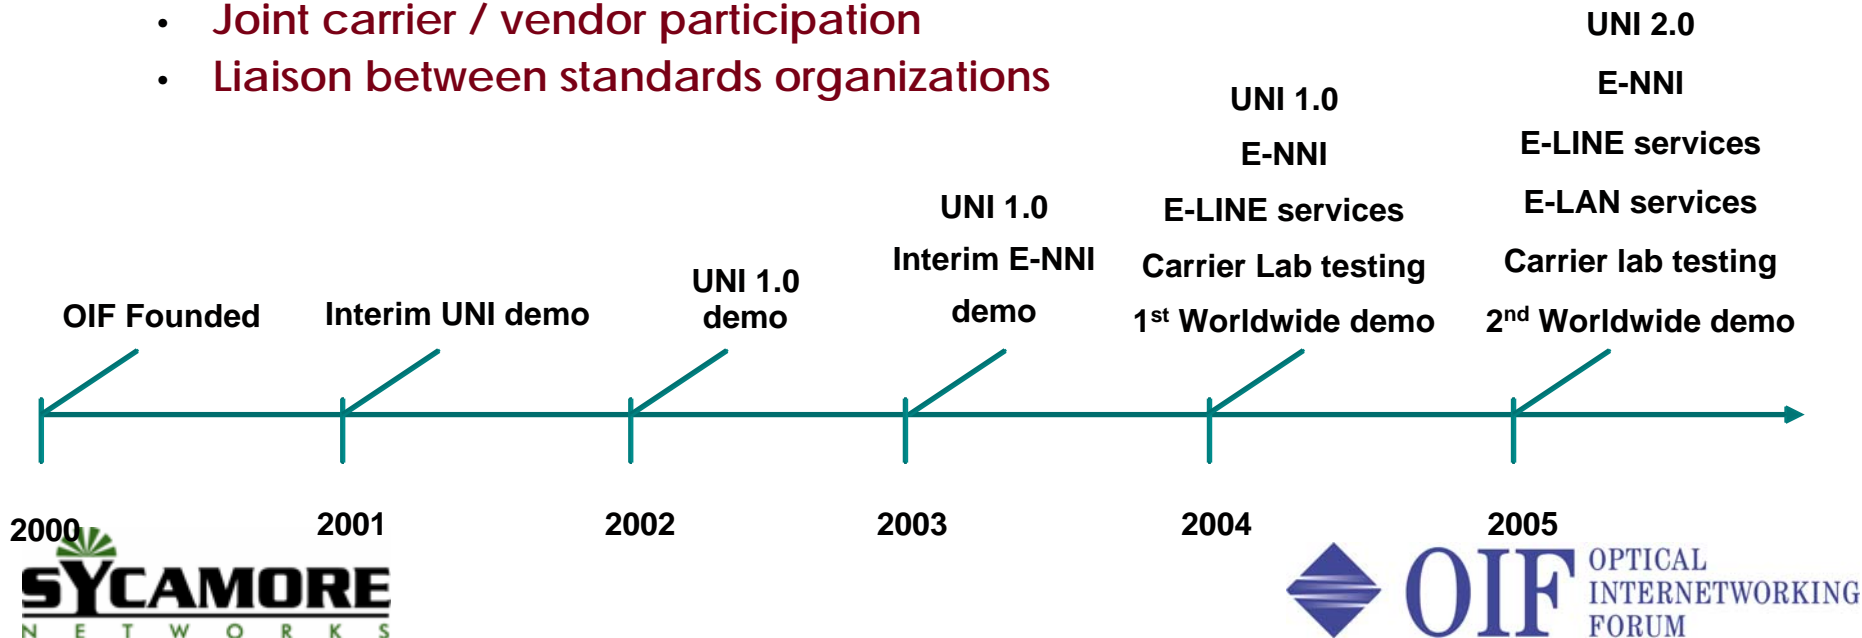 • Joint carrier / vendor participation
• Liaison between standards organizations
OIF Founded
Interim UNI demo
UNI 1.0
demo
UNI 1.0
Interim E-NNI
demo
UNI 1.0
E-NNI
E-LINE services
Carrier Lab testing
1st Worldwide demo
UNI 2.0
E-NNI
E-LINE services
E-LAN services
Carrier lab testing
2nd Worldwide demo
2000
2001
2002
2003
2004
2005
SYCAMORE
NETWORKS
OIF
OPTICAL
INTERNETWORKING
FORUM